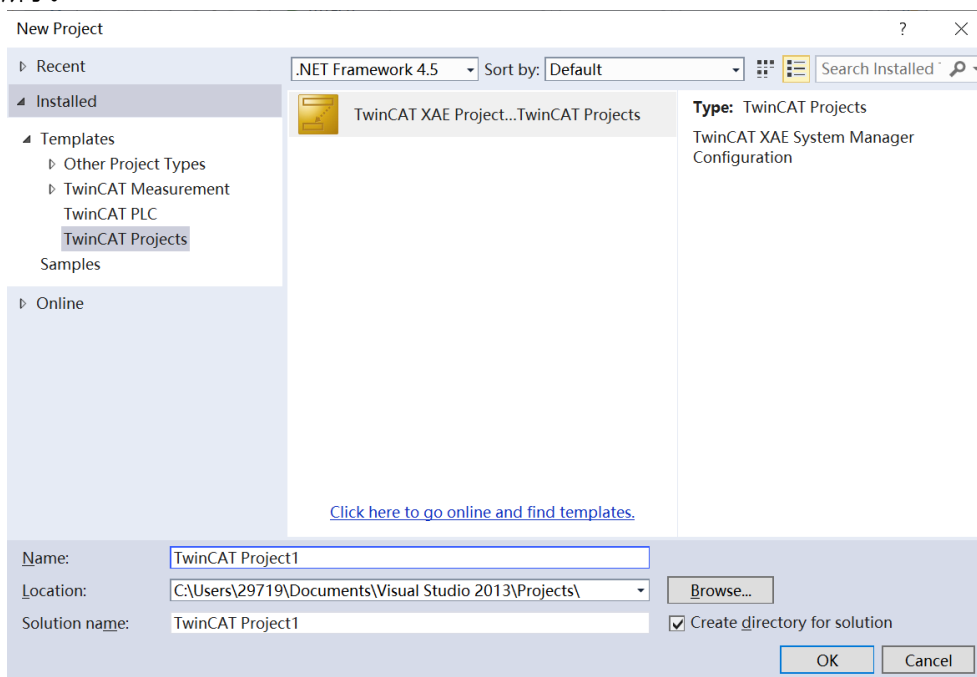 New Project
?
Recent
Installed
Templates
Other Project Types
TwinCAT Measurement
TwinCAT PLC
TwinCAT Projects
Samples
Online
.NET Framework 4.5 Sort by: Default
Search Installed
TwinCAT XAE Project...TwinCAT Projects
Type: TwinCAT Projects
TwinCAT XAE System Manager
Configuration
Click here to go online and find templates.
Name: TwinCAT Project1
Location: C:\Users\29719\Documents\Visual Studio 2013\Projects\ Browse...
Solution name: TwinCAT Project1 Create directory for solution
OK Cancel